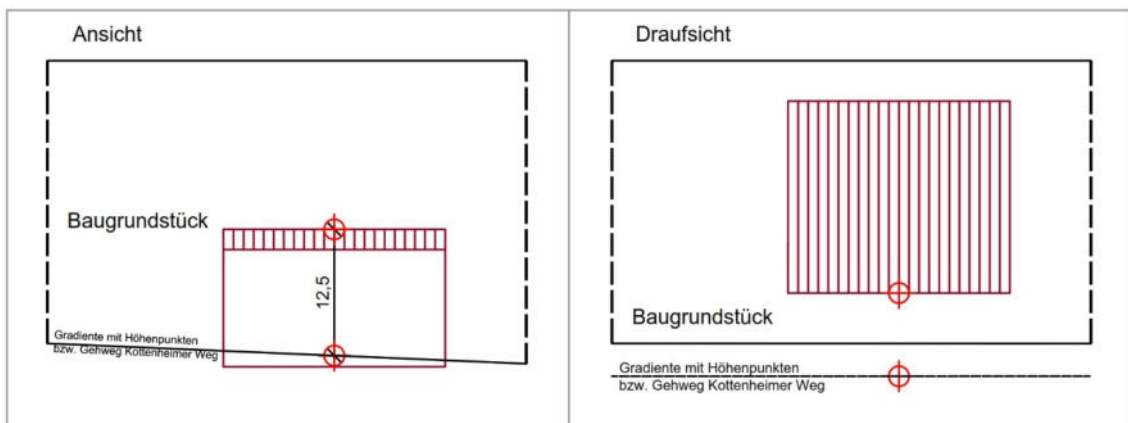 Ansicht
Baugrundstück
12,5
Gradiente mit Höhenpunkten
bzw. Gehweg Kottenheimer Weg
Draufsicht
Baugrundstück
Gradiente mit Höhenpunkten
bzw. Gehweg Kottenheimer Weg